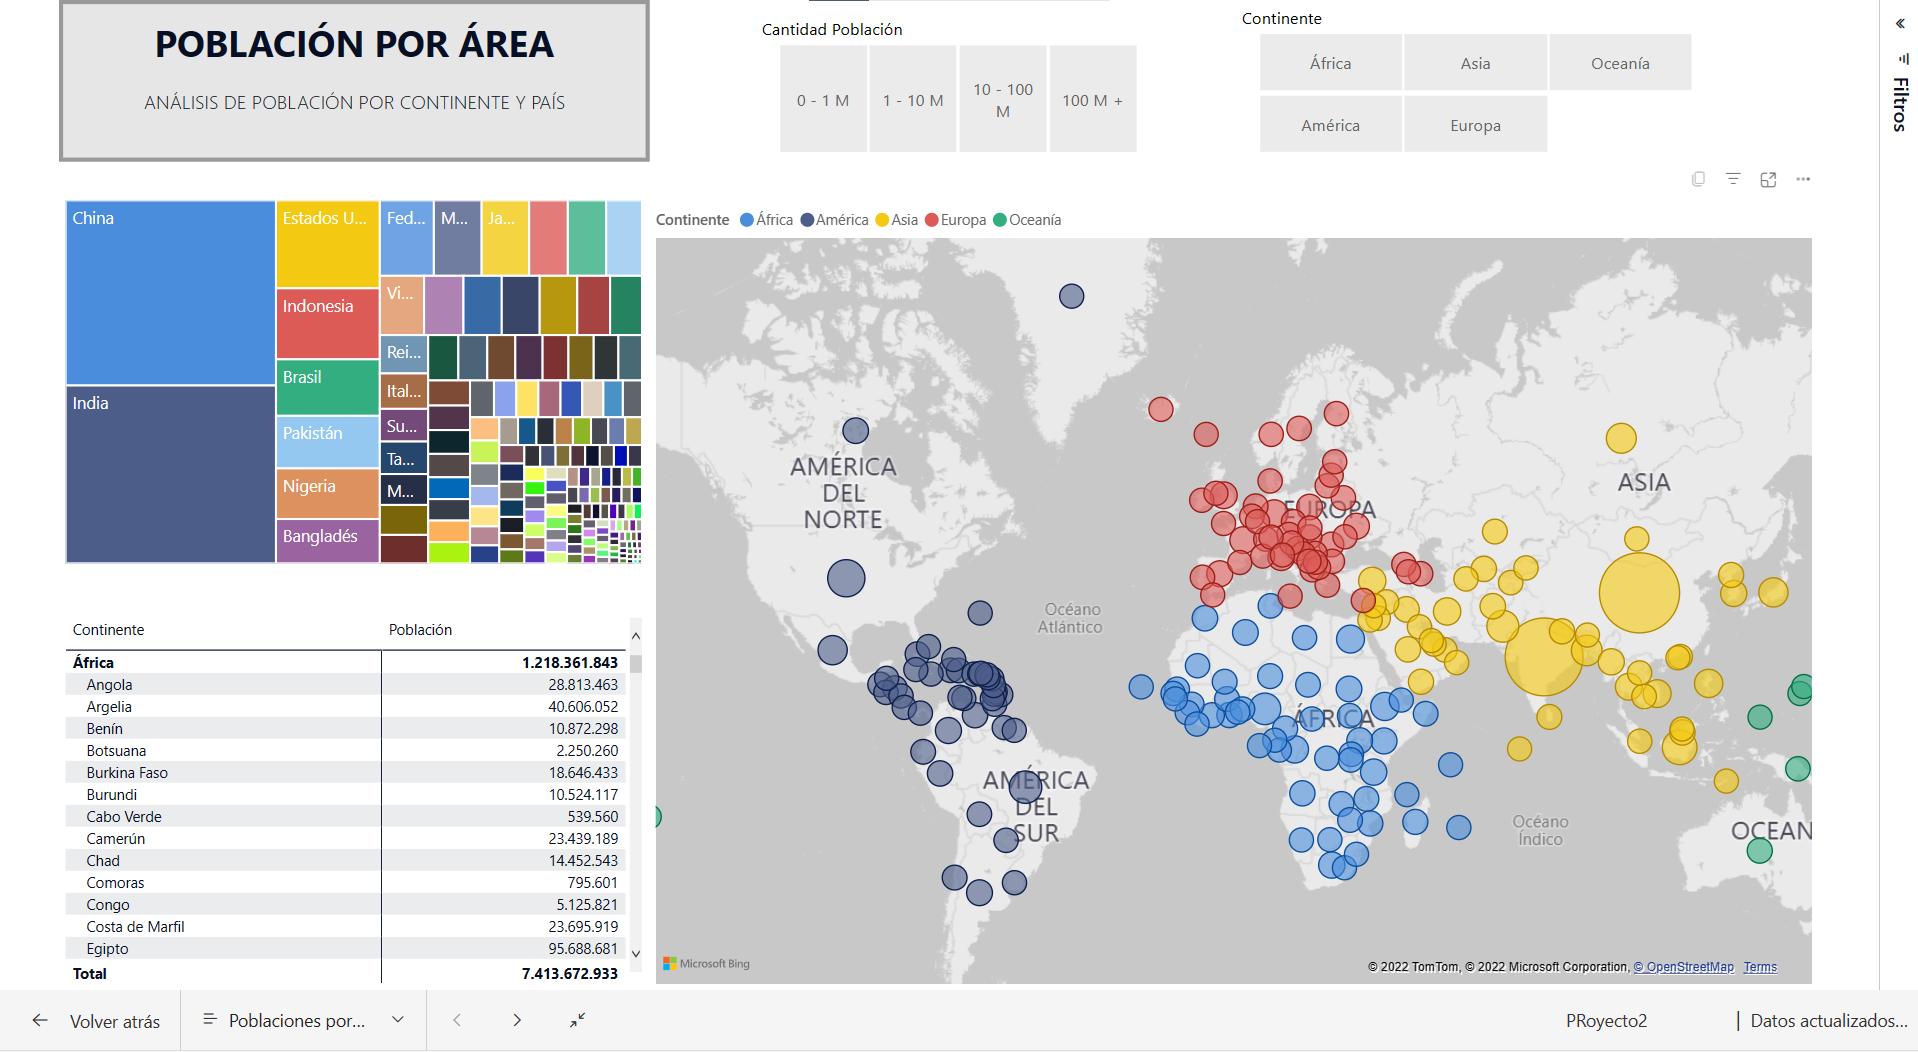 POBLACIÓN POR ÁREA
ANÁLISIS DE POBLACIÓN POR CONTINENTE Y PAÍS
Cantidad Población
0 - 1 M
1 - 10 M
10 - 100
M
100 M +
Continente
África
Asia
Oceanía
América
Europa
«
Filtros
China
India
Estados U...
Indonesia
Brasil
Pakistán
Nigeria
Bangladés
Fed...
M...
Ja...
Vi...
Rei...
Ital...
Su...
Ta...
M...
Continente África América Asia Europa Oceanía
AMÉRICA
DEL
NORTE
EUROPA
ASIA
Océano
Atlántico
ÁFRICA
AMÉRICA
DEL
SUR
Océano
Índico
OCEAN
Microsoft Bing
© 2022 TomTom, © 2022 Microsoft Corporation, © OpenStreetMap Terms
Continente Población
África 1.218.361.843
Angola 28.813.463
Argelia 40.606.052
Benín 10.872.298
Botsuana 2.250.260
Burkina Faso 18.646.433
Burundi 10.524.117
Cabo Verde 539.560
Camerún 23.439.189
Chad 14.452.543
Comoras 795.601
Congo 5.125.821
Costa de Marfil 23.695.919
Egipto 95.688.681
Total 7.413.672.933
Volver atrás
Poblaciones por...
PRoyecto2
| Datos actualizados...